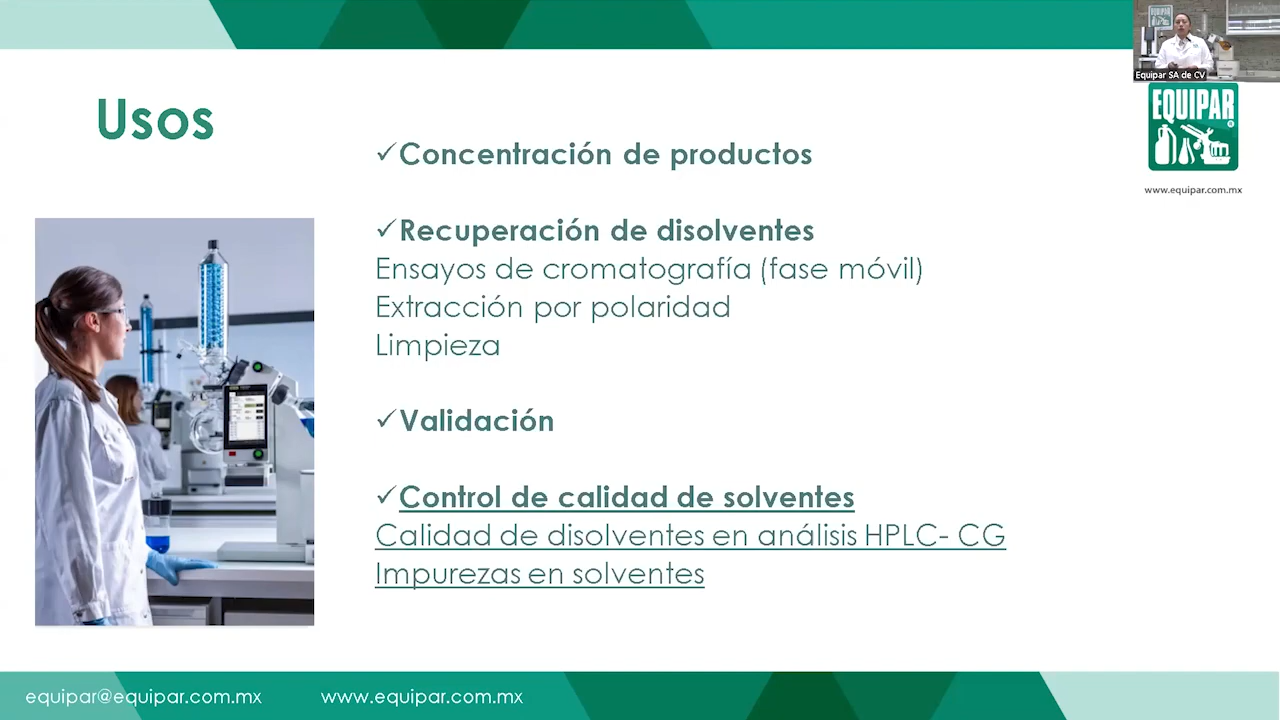 Usos
✓Concentración de productos
✓Recuperación de disolventes
Ensayos de cromatografía (fase móvil)
Extracción por polaridad
Limpieza
✓Validación
✓Control de calidad de solventes
Calidad de disolventes en análisis HPLC- CG
Impurezas en solventes
EQUIPAR
Equipar SA de CV
EQUIPAR®
www.equipar.com.mx
equipar@equipar.com.mx
www.equipar.com.mx